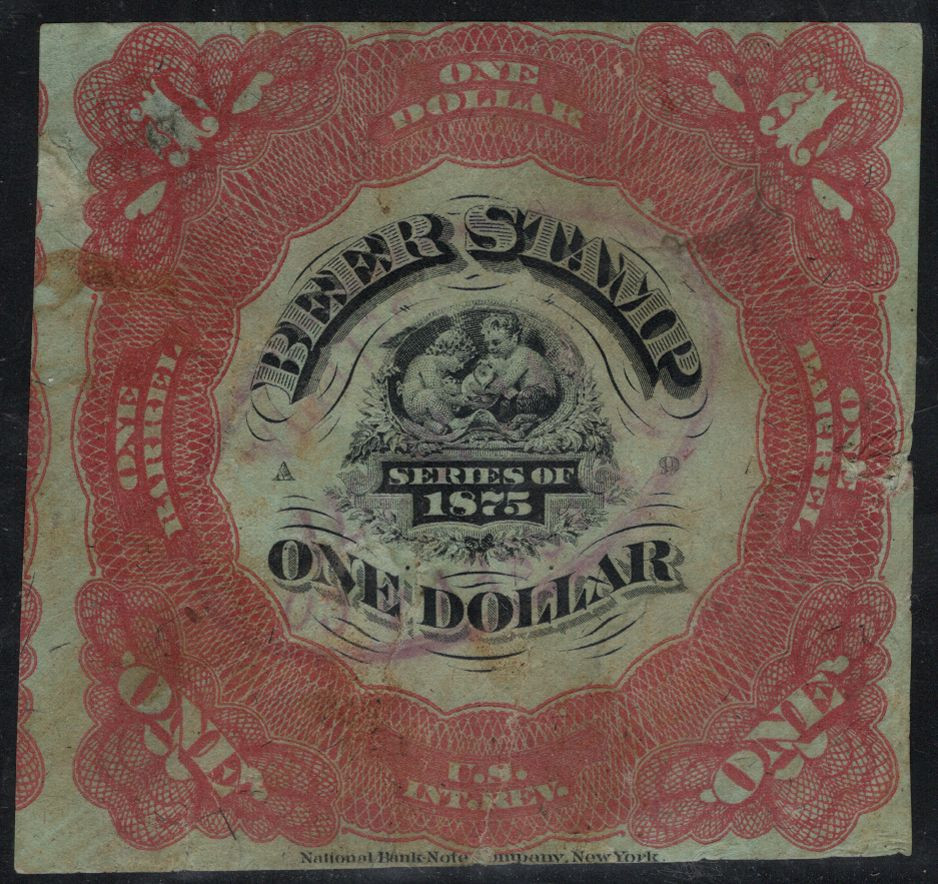 1
ONE
DOLLAR
1
BEER STAMP
ONE
BARREL
ONE
BARREL
A
9
SERIES OF
1875
ONE DOLLAR
ONE
ONE
U.S.
INT. REV.
National Bank Note Company, New York.